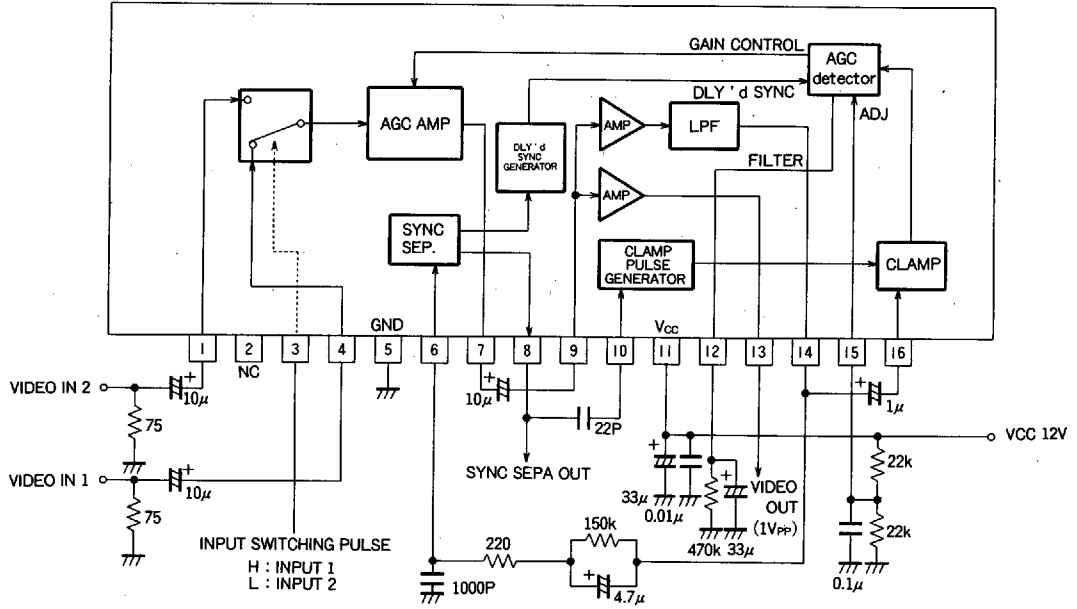 GAIN CONTROL
AGC
detector
DLY'd SYNC
ADJ
AGC AMP
DLY'd
SYNC
GENERATOR
AMP
LPF
FILTER
AMP
SYNC
SEP.
CLAMP
PULSE
GENERATOR
CLAMP
GND
Vcc
1
2
3
4
5
6
7
8
9
10
11
12
13
14
15
16
NC
VIDEO IN 2
+
10μ
75
VIDEO IN 1
+
10μ
75
+
10μ
22P
+
1μ
VCC 12V
SYNC SEPA OUT
+
33μ
0.01μ
+
470k
33μ
VIDEO
OUT
(1VPP)
22k
22k
0.1μ
INPUT SWITCHING PULSE
H : INPUT 1
L : INPUT 2
1000P
220
150k
+
4.7μ